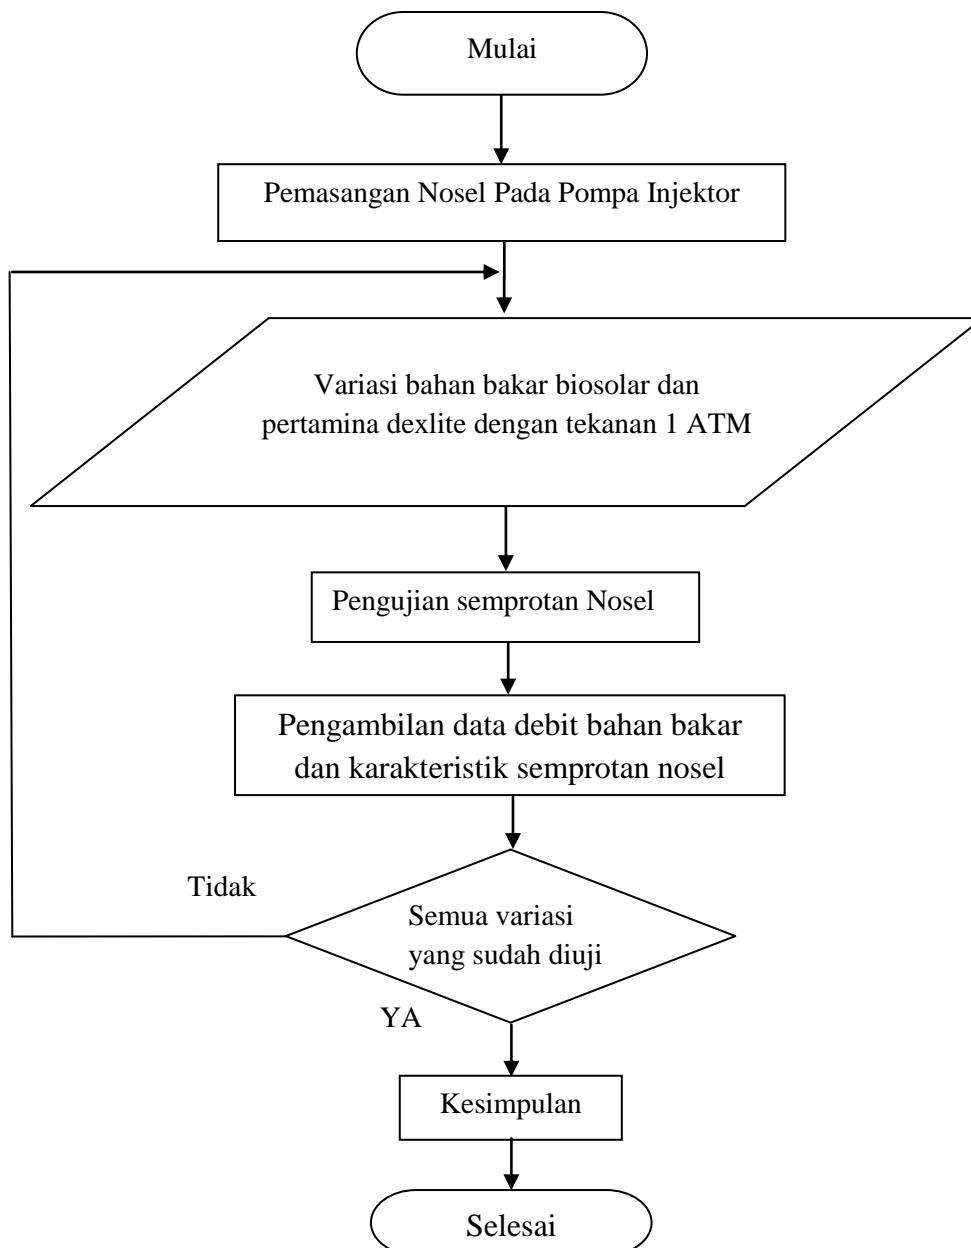 Mulai
Pemasangan Nosel Pada Pompa Injektor
Variasi bahan bakar biosolar dan
pertamina dexlite dengan tekanan 1 ATM
Pengujian semprotan Nosel
Pengambilan data debit bahan bakar
dan karakteristik semprotan nosel
Tidak
Semua variasi
yang sudah diuji
YA
Kesimpulan
Selesai